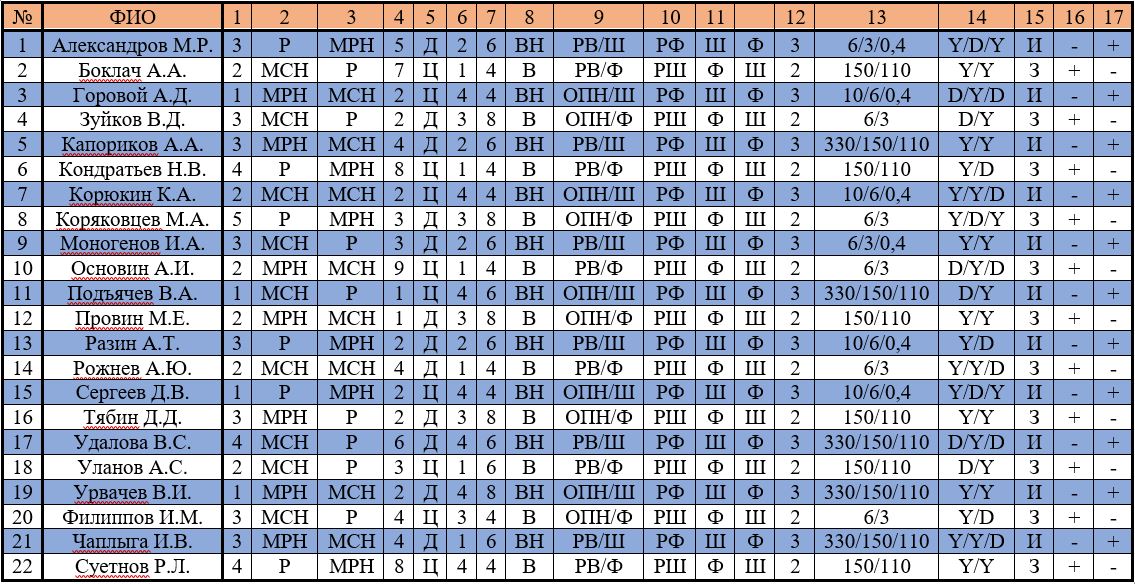 № ФИО 1 2 3 4 5 6 7 8 9 10 11 12 13 14 15 16 17
1 Александров М.Р. 3 Р МРН 5 Д 2 6 ВН РВ/Ш РФ Ш Ф 3 6/3/0,4 Y/D/Y И - +
2 Боклач А.А. 2 МСН Р 7 Ц 1 4 В РВ/Ф РШ Ф Ш 2 150/110 Y/Y З + -
3 Горовой А.Д. 1 МРН МСН 2 Ц 4 4 ВН ОПН/Ш РФ Ш Ф 3 10/6/0,4 D/Y/D И - +
4 Зуйков В.Д. 3 МСН Р 2 Д 3 8 В ОПН/Ф РШ Ф Ш 2 6/3 D/Y З + -
5 Капориков А.А. 3 МРН МСН 4 Д 2 6 ВН РВ/Ш РФ Ш Ф 3 330/150/110 Y/Y И - +
6 Кондратьев Н.В. 4 Р МРН 8 Ц 1 4 В РВ/Ф РШ Ф Ш 2 150/110 Y/D З + -
7 Корюкин К.А. 2 МСН МСН 2 Ц 4 4 ВН ОПН/Ш РФ Ш Ф 3 10/6/0,4 Y/Y/D И - +
8 Коряковцев М.А. 5 Р МРН 3 Д 3 8 В ОПН/Ф РШ Ф Ш 2 6/3 Y/D/Y З + -
9 Моногенов И.А. 3 МСН Р 3 Д 2 6 ВН РВ/Ш РФ Ш Ф 3 6/3/0,4 Y/Y И - +
10 Основин А.И. 2 МРН МСН 9 Ц 1 4 В РВ/Ф РШ Ф Ш 2 6/3 D/Y/D З + -
11 Подъячев В.А. 1 МСН Р 1 Ц 4 6 ВН ОПН/Ш РФ Ш Ф 3 330/150/110 D/Y И - +
12 Провин М.Е. 2 МРН МСН 1 Д 3 8 В ОПН/Ф РШ Ф Ш 2 150/110 Y/Y З + -
13 Разин А.Т. 3 Р МРН 2 Д 2 6 ВН РВ/Ш РФ Ш Ф 3 10/6/0,4 Y/D И - +
14 Рожнев А.Ю. 2 МСН МСН 4 Д 1 4 В РВ/Ф РШ Ф Ш 2 6/3 Y/Y/D З + -
15 Сергеев Д.В. 1 Р МРН 2 Ц 4 4 ВН ОПН/Ш РФ Ш Ф 3 10/6/0,4 Y/D/Y И - +
16 Тябин Д.Д. 3 МРН Р 2 Д 3 8 В ОПН/Ф РШ Ф Ш 2 150/110 Y/Y З + -
17 Удалова В.С. 4 МСН Р 6 Д 4 6 ВН РВ/Ш РФ Ш Ф 3 330/150/110 D/Y/D И - +
18 Уланов А.С. 2 МСН Р 3 Ц 1 6 В РВ/Ф РШ Ф Ш 2 150/110 D/Y З + -
19 Урвачев В.И. 1 МРН МСН 2 Д 4 8 ВН ОПН/Ш РФ Ш Ф 3 330/150/110 Y/Y И - +
20 Филиппов И.М. 3 МСН Р 4 Ц 3 4 В ОПН/Ф РШ Ф Ш 2 6/3 Y/D З + -
21 Чаплыга И.В. 3 МРН МСН 4 Д 1 6 ВН РВ/Ш РФ Ш Ф 3 330/150/110 Y/Y/D И - +
22 Суетнов Р.Л. 4 Р МРН 8 Ц 4 4 В РВ/Ф РШ Ф Ш 2 150/110 Y/D З + -